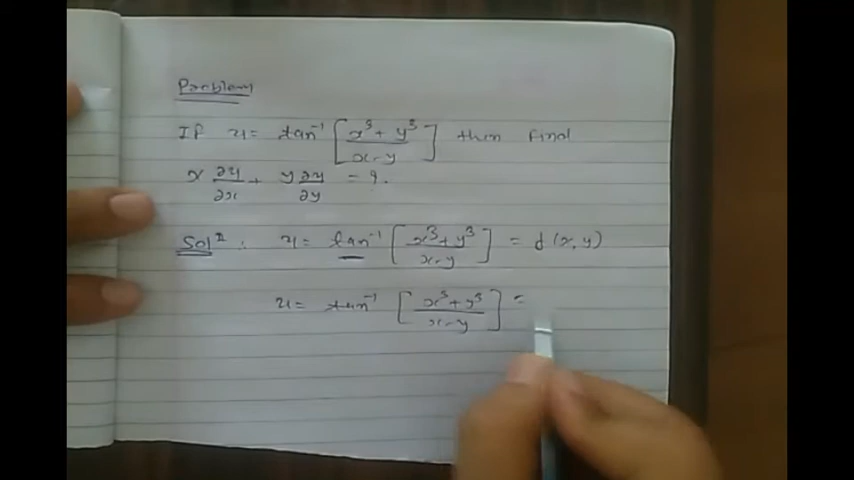 Problem
If u = tan⁻¹ [x³ + y³ / x - y] then Find
x ∂u/∂x + y ∂u/∂y = ?.
Solⁿ : u = tan⁻¹ [x³ + y³ / x - y] = f(x, y)
u = tan⁻¹ [x³ + y³ / x - y] =